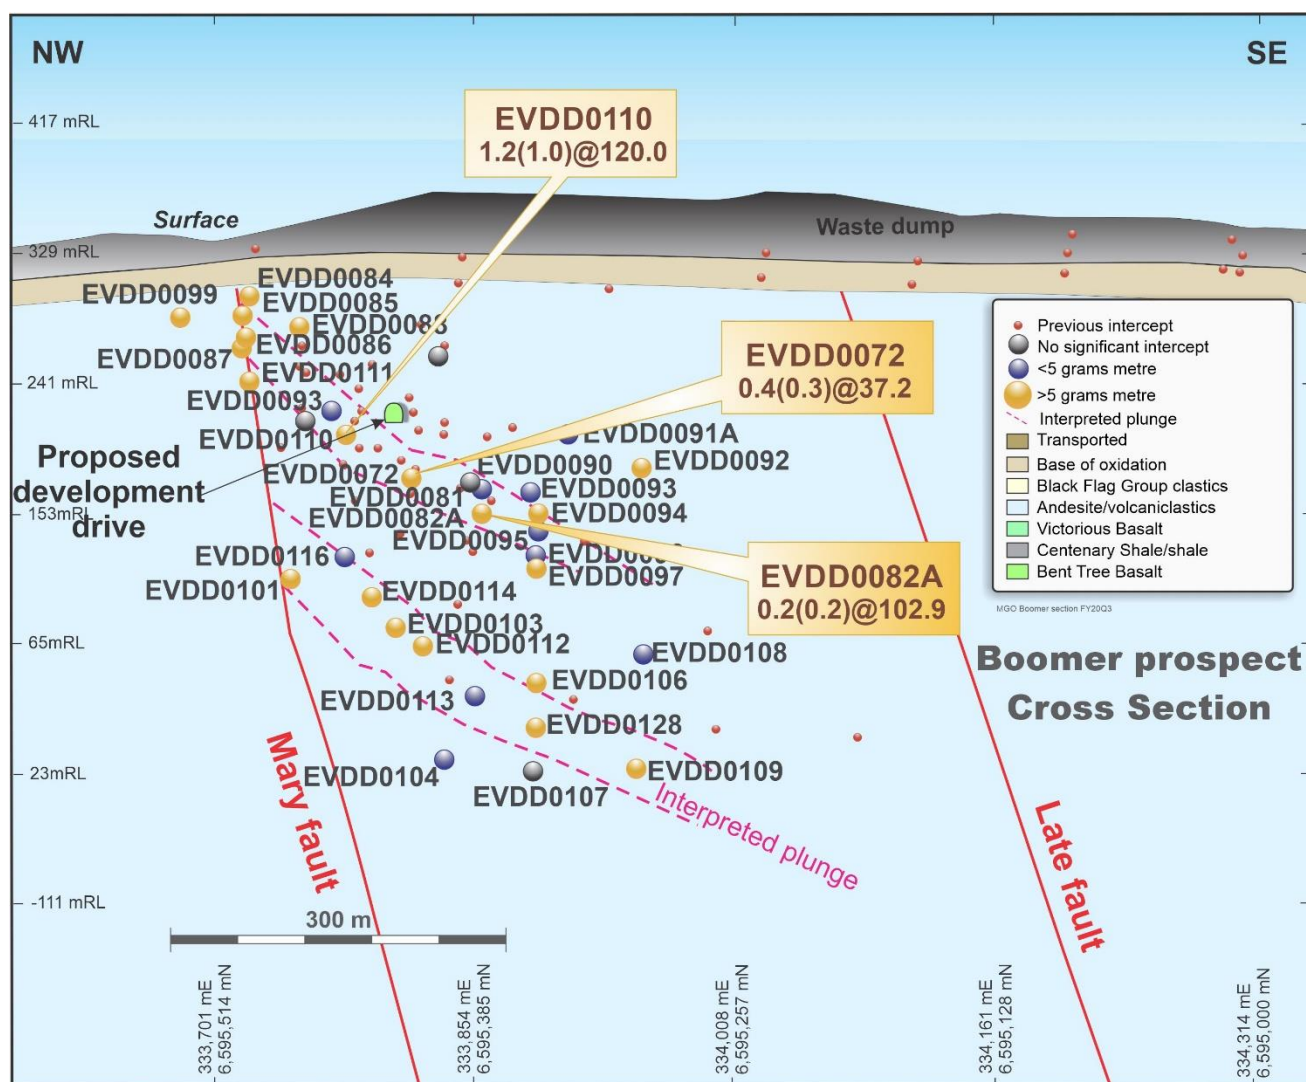 NW
SE
417 mRL
EVDD0110
1.2(1.0)@120.0
Surface
Waste dump
329 mRL
EVDD0084
EVDD0099
EVDD0085
EVDD0088
EVDD0086
EVDD0087
EVDD0111
241 mRL
EVDD0093
EVDD0110
EVDD0072
0.4(0.3)@37.2
Previous intercept
No significant intercept
<5 grams metre
>5 grams metre
Interpreted plunge
Transported
Base of oxidation
Black Flag Group clastics
Andesite/volcaniclastics
Victorious Basalt
Centenary Shale/shale
Bent Tree Basalt
MGO Boomer section FY20Q3
Proposed
development
drive
EVDD0091A
EVDD0090
EVDD0092
EVDD0072
EVDD0081
EVDD0093
EVDD0082A
EVDD0094
153mRL
EVDD0095
EVDD0097
EVDD0082A
0.2(0.2)@102.9
EVDD0116
EVDD0101
EVDD0114
EVDD0103
EVDD0112
65mRL
EVDD0108
EVDD0106
EVDD0113
EVDD0128
EVDD0104
EVDD0107
EVDD0109
23mRL
Boomer prospect
Cross Section
Mary fault
Interpreted plunge
Late fault
-111 mRL
300 m
333,701 mE
6,595,514 mN
333,854 mE
6,595,385 mN
334,008 mE
6,595,257 mN
334,161 mE
6,595,128 mN
334,314 mE
6,595,000 mN